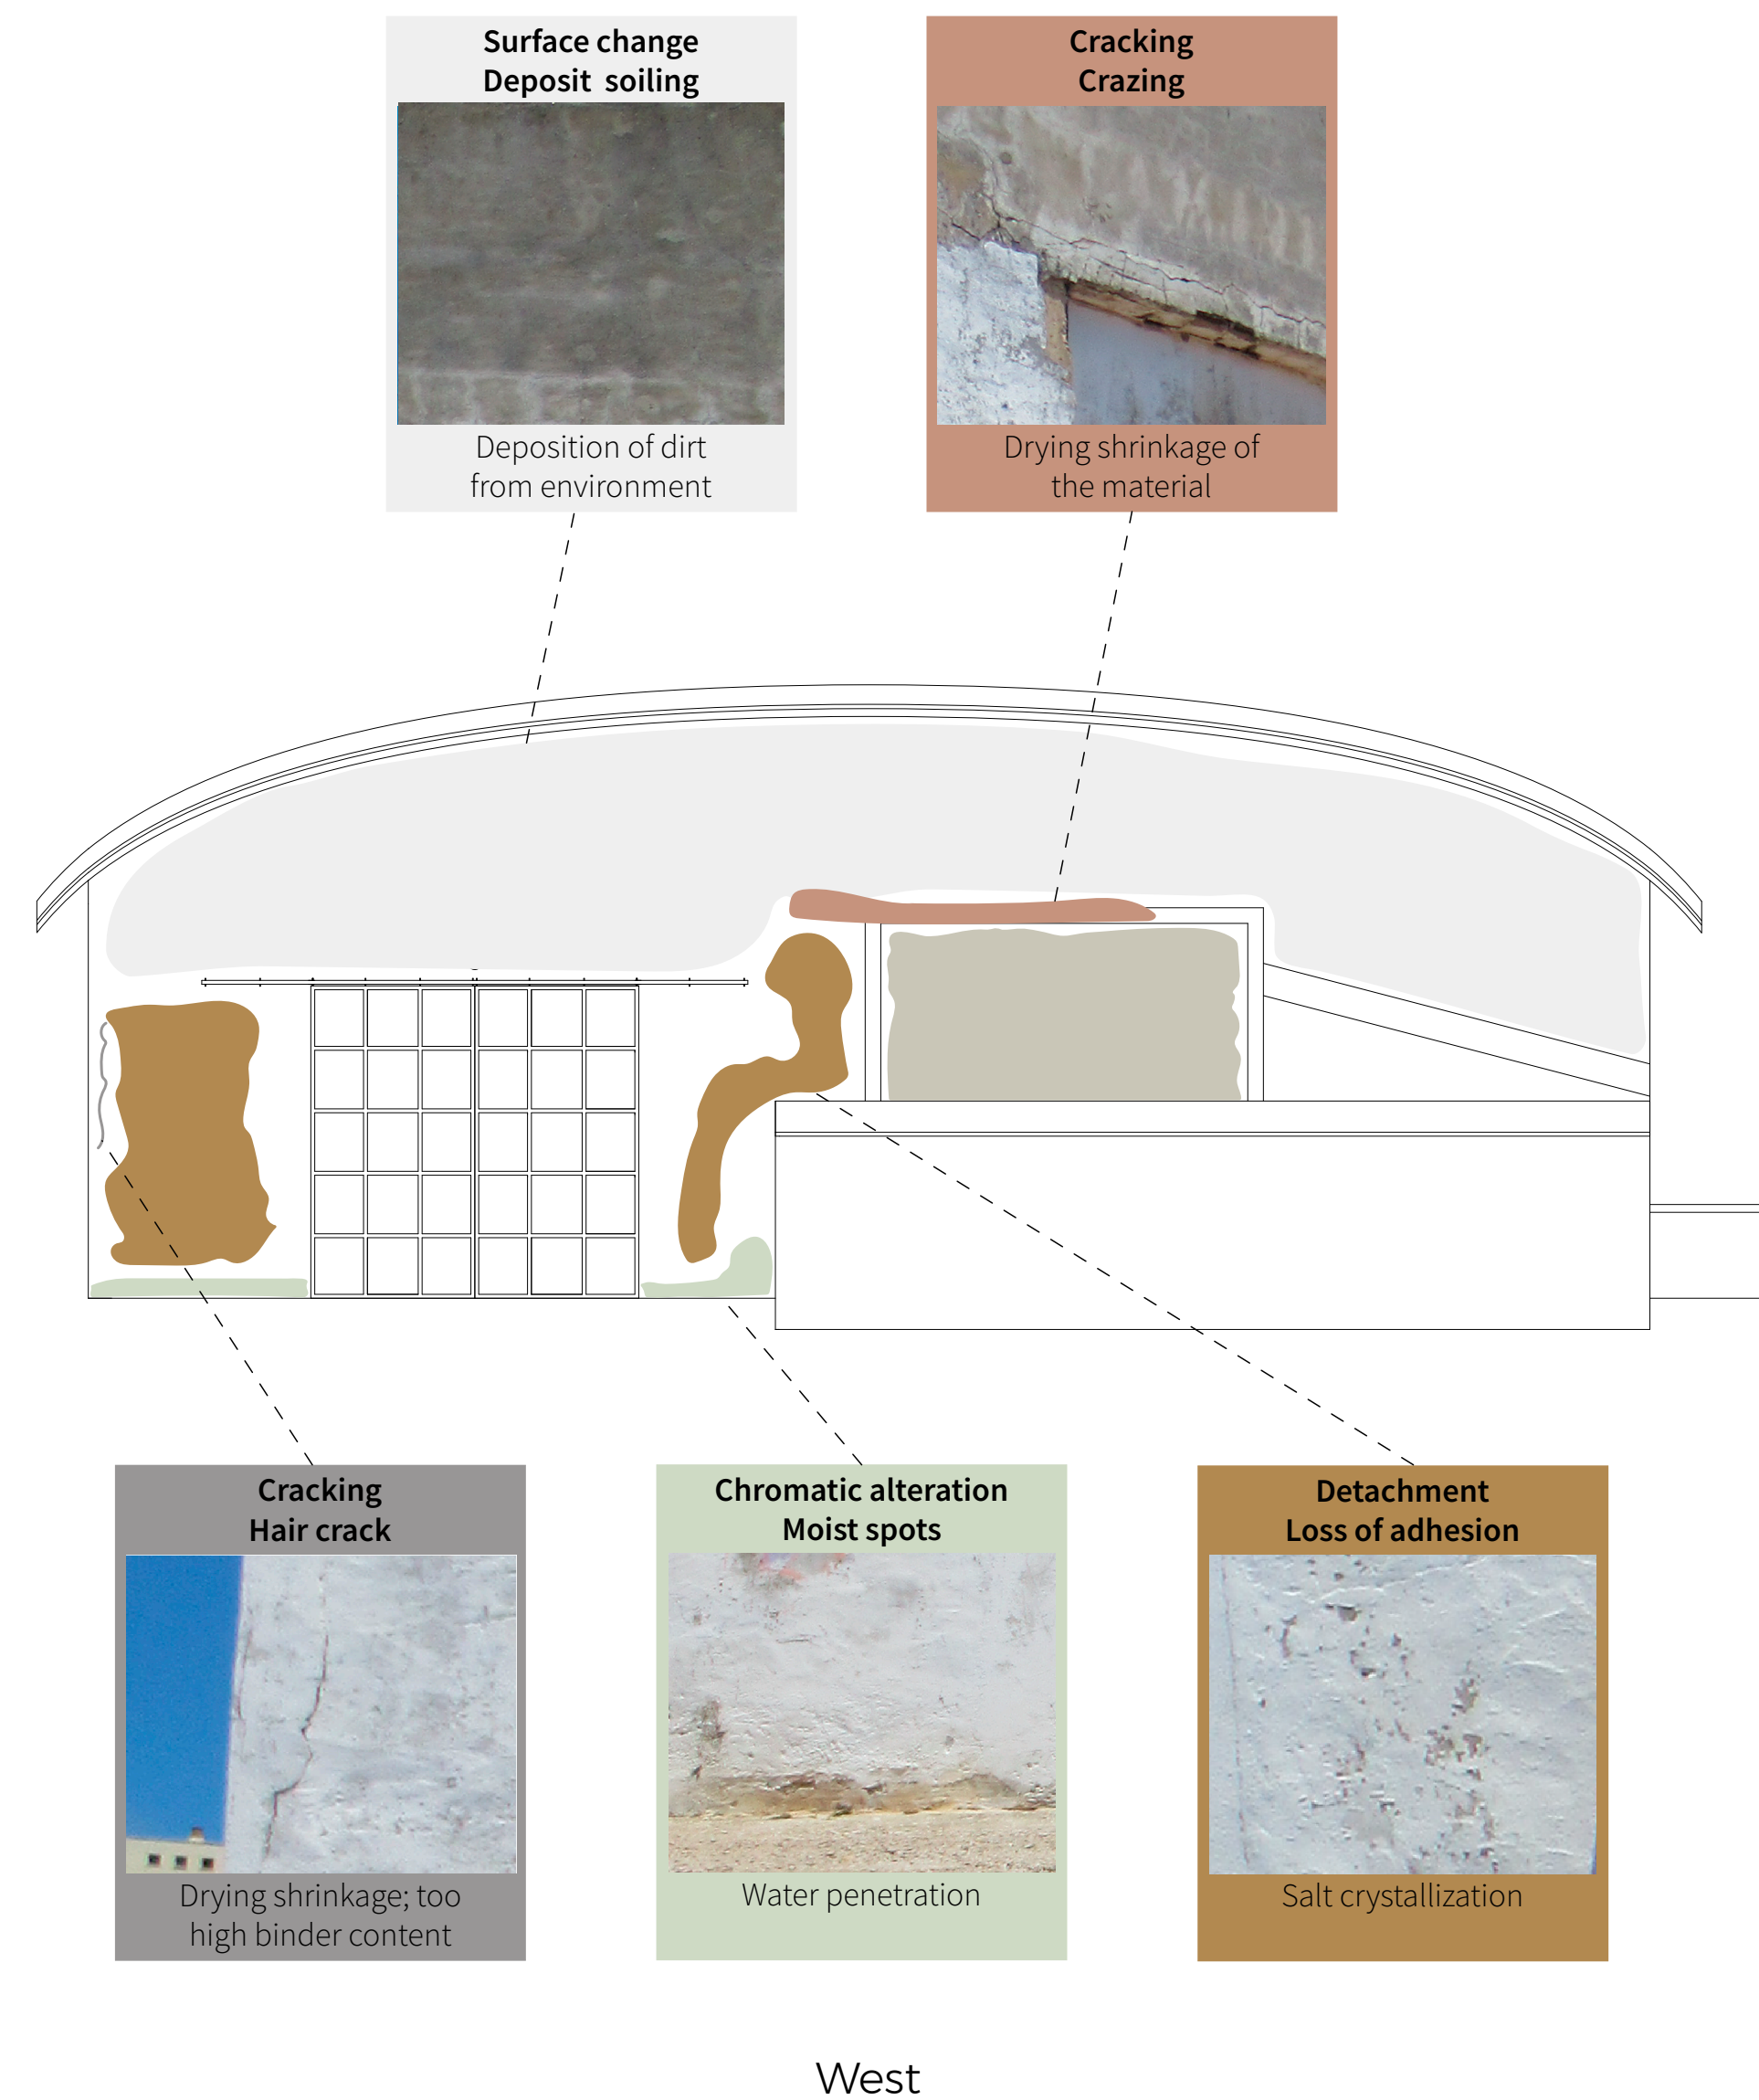 Surface change
Deposit soiling
Deposition of dirt
from environment
Cracking
Crazing
Drying shrinkage of
the material
Cracking
Hair crack
Drying shrinkage; too
high binder content
Chromatic alteration
Moist spots
Water penetration
Detachment
Loss of adhesion
Salt crystallization
West